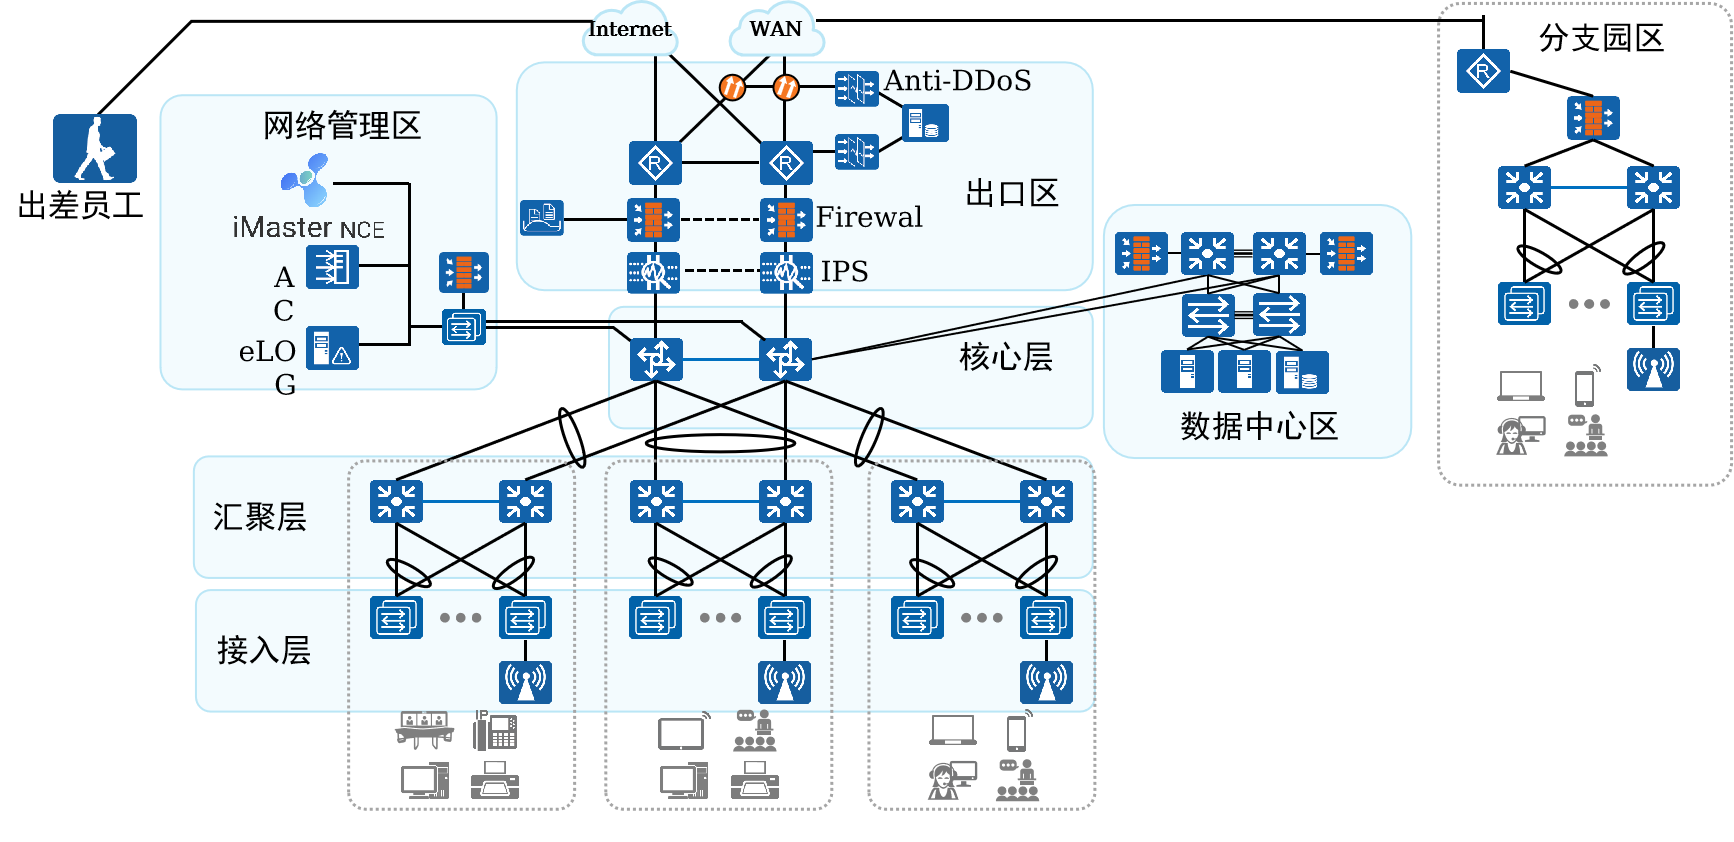 Internet
WAN
分支园区
Anti-DDoS
网络管理区
出差员工
出口区
iMaster NCE
Firewal
IPS
A
C
eLO
G
核心层
数据中心区
汇聚层
接入层